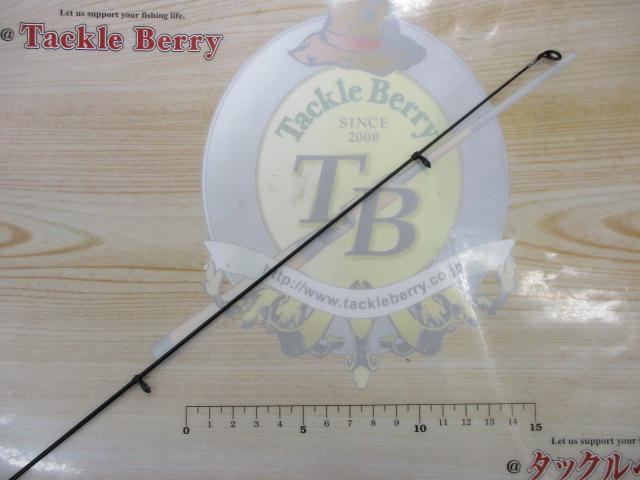 Let us support your fishing life.
@ Tackle Berry
Tackle Berry
SINCE
2000
TB
http://www.tackleberry.co.jp
0 1 2 3 4 5 6 7 8 9 10 11 12 13 14 15
Let us support your
@ タックル